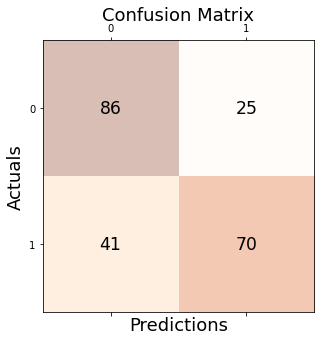 Confusion Matrix
0 1
0 86 25
Actuals
1 41 70
Predictions